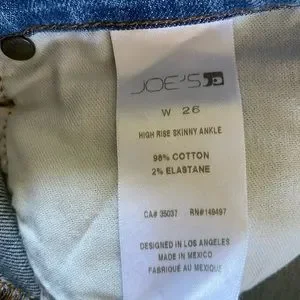 JOE'S
W 26
HIGH RISE SKINNY ANKLE
98% COTTON
2% ELASTANE
CA# 35037 RN#149497
DESIGNED IN LOS ANGELES
MADE IN MEXICO
FABRIQUÉ AU MEXIQUE